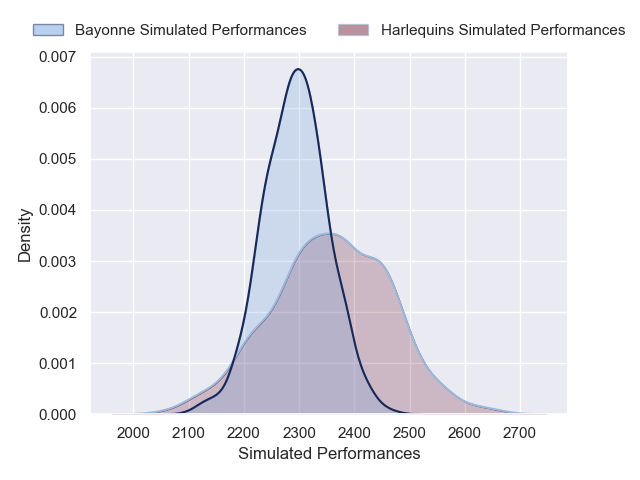 Bayonne Simulated Performances Harlequins Simulated Performances
0.007
0.006
0.005
0.004
0.003
0.002
0.001
0.000
Density
2000 2100 2200 2300 2400 2500 2600 2700
Simulated Performances